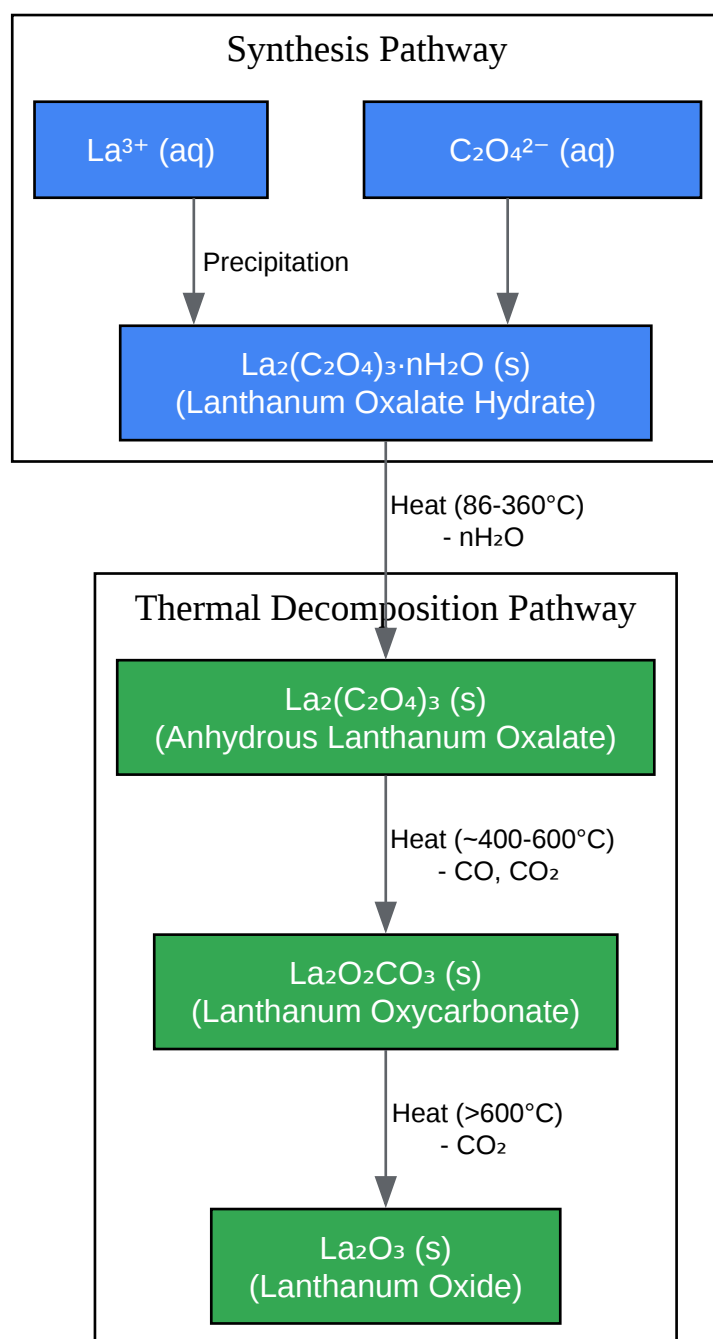 Synthesis Pathway
La³⁺ (aq)
C₂O₄²⁻ (aq)
Precipitation
La₂(C₂O₄)₃·nH₂O (s)
(Lanthanum Oxalate Hydrate)
Heat (86-360°C)
- nH₂O
Thermal Decomposition Pathway
La₂(C₂O₄)₃ (s)
(Anhydrous Lanthanum Oxalate)
Heat (~400-600°C)
- CO, CO₂
La₂O₂CO₃ (s)
(Lanthanum Oxycarbonate)
Heat (>600°C)
- CO₂
La₂O₃ (s)
(Lanthanum Oxide)